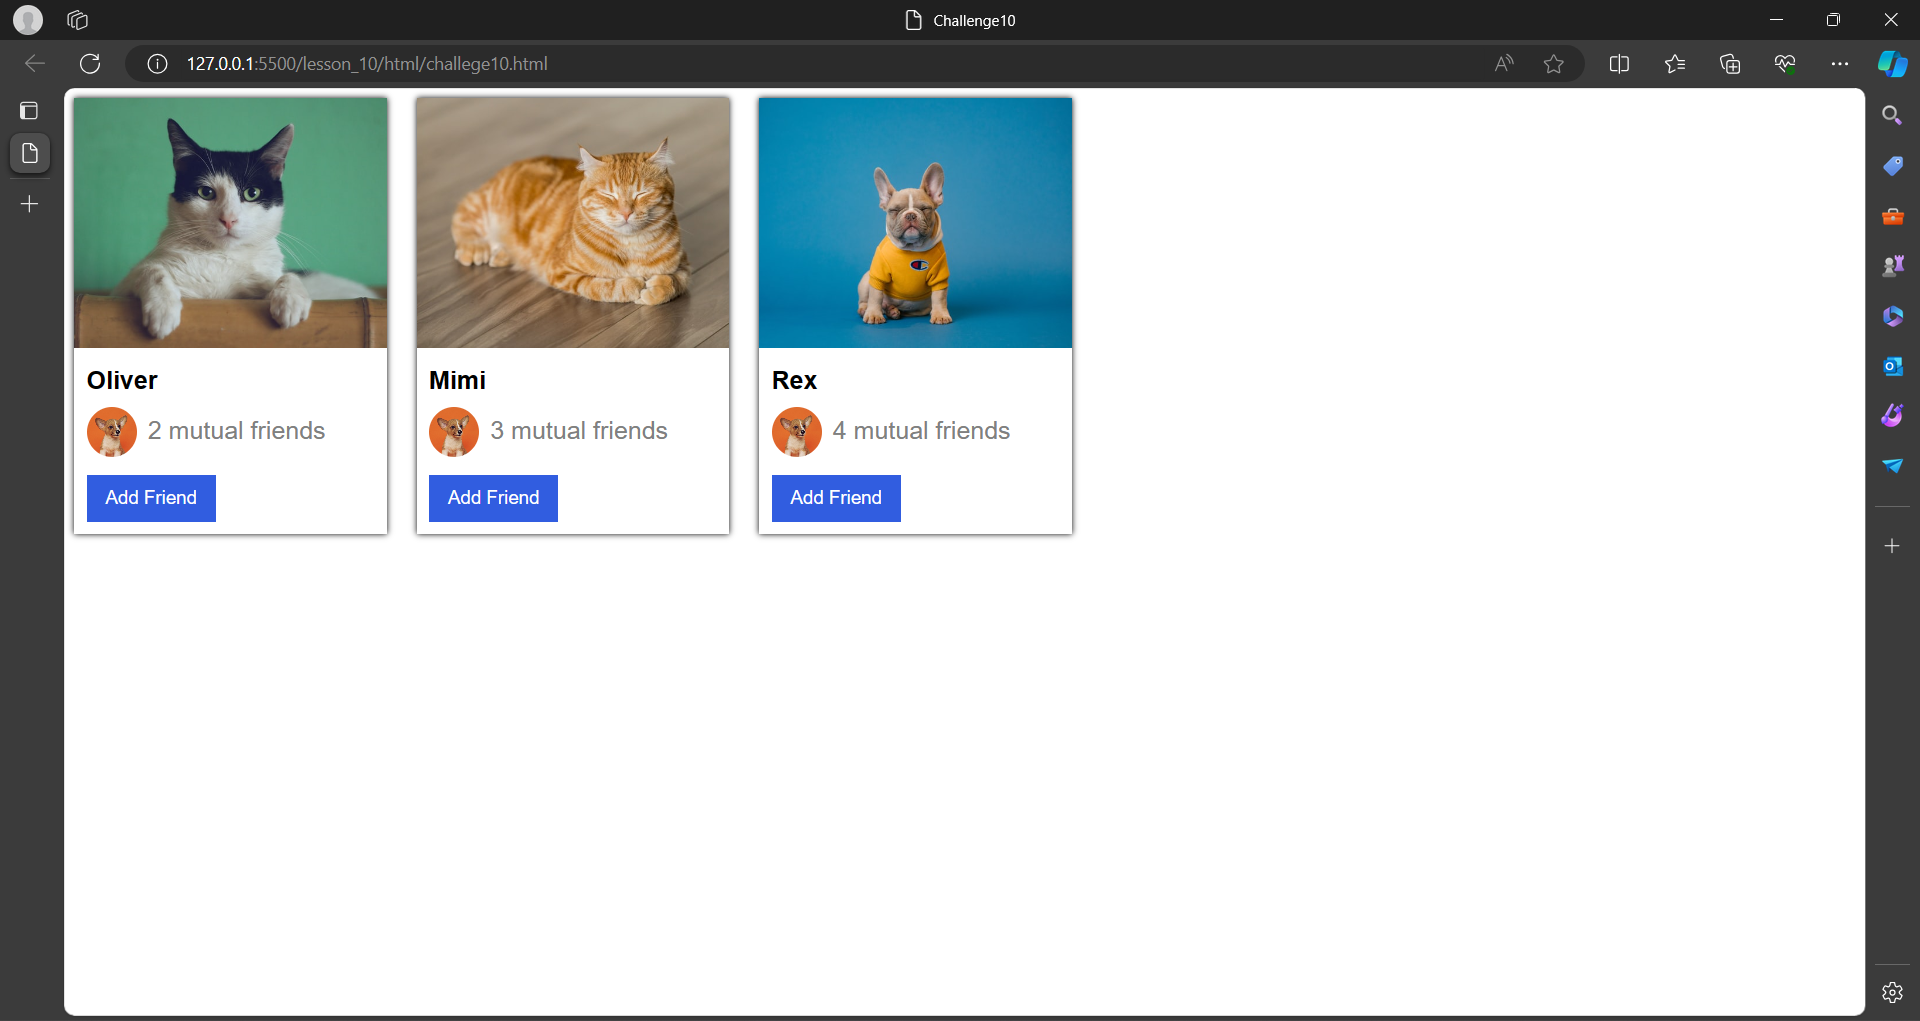 Challenge10
127.0.0.1:5500/lesson_10/html/challege10.html
Oliver
2 mutual friends
Add Friend
Mimi
3 mutual friends
Add Friend
Rex
4 mutual friends
Add Friend